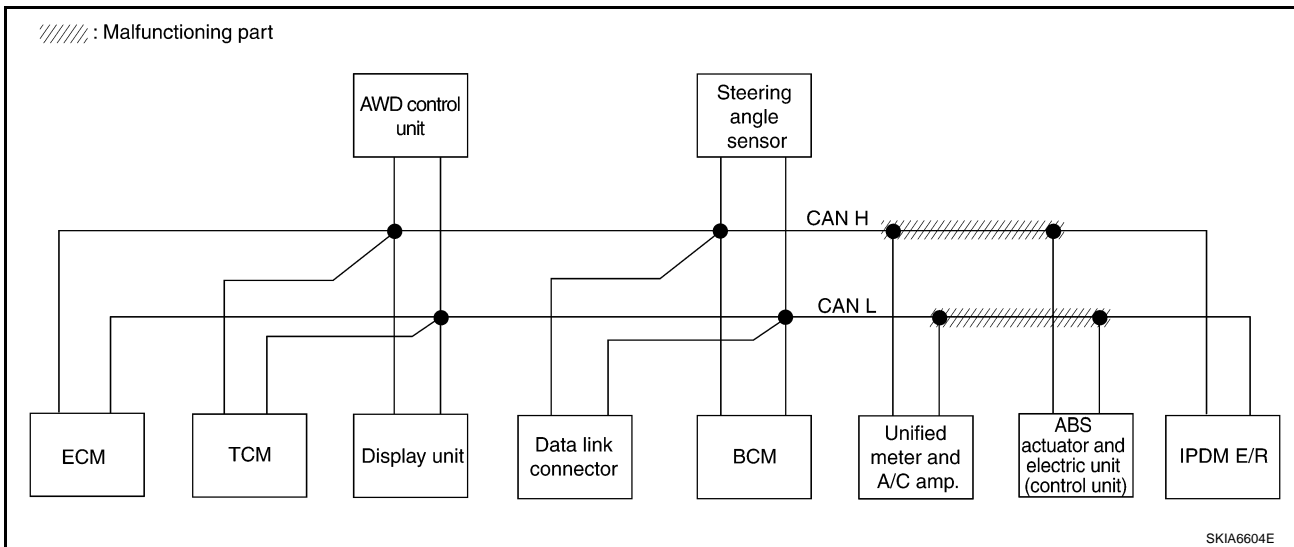 : Malfunctioning part
AWD control
unit
Steering
angle
sensor
CAN H
CAN L
ECM
TCM
Display unit
Data link
connector
BCM
Unified
meter and
A/C amp.
ABS
actuator and
electric unit
(control unit)
IPDM E/R
SKIA6604E